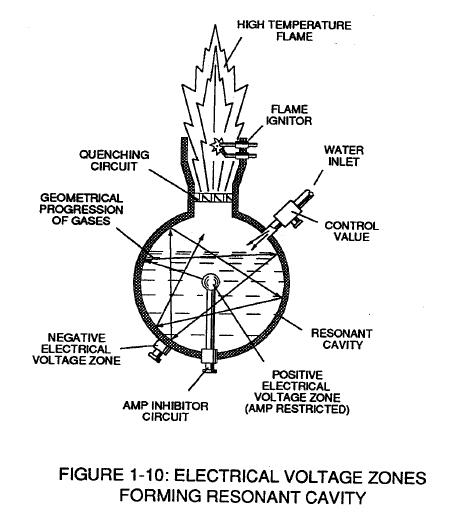 HIGH TEMPERATURE
FLAME
FLAME
IGNITOR
QUENCHING
CIRCUIT
WATER
INLET
GEOMETRICAL
PROGRESSION
OF GASES
CONTROL
VALUE
RESONANT
CAVITY
NEGATIVE
ELECTRICAL
VOLTAGE ZONE
POSITIVE
ELECTRICAL
VOLTAGE ZONE
(AMP RESTRICTED)
AMP INHIBITOR
CIRCUIT
FIGURE 1-10: ELECTRICAL VOLTAGE ZONES
FORMING RESONANT CAVITY